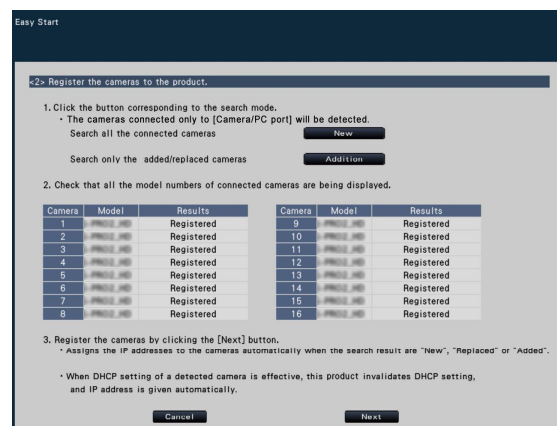 Easy Start
<2> Register the cameras to the product.
1. Click the button corresponding to the search mode.
・The cameras connected only to [Camera/PC port] will be detected.
Search all the connected cameras New
Search only the added/replaced cameras Addition
2. Check that all the model numbers of connected cameras are being displayed.
Camera Model Results Camera Model Results
1 Registered 9 Registered
2 Registered 10 Registered
3 Registered 11 Registered
4 Registered 12 Registered
5 Registered 13 Registered
6 Registered 14 Registered
7 Registered 15 Registered
8 Registered 16 Registered
3. Register the cameras by clicking the [Next] button.
・Assigns the IP addresses to the cameras automatically when the search result are "New", "Replaced" or "Added".
・When DHCP setting of a detected camera is effective, this product invalidates DHCP setting,
and IP address is given automatically.
Cancel Next